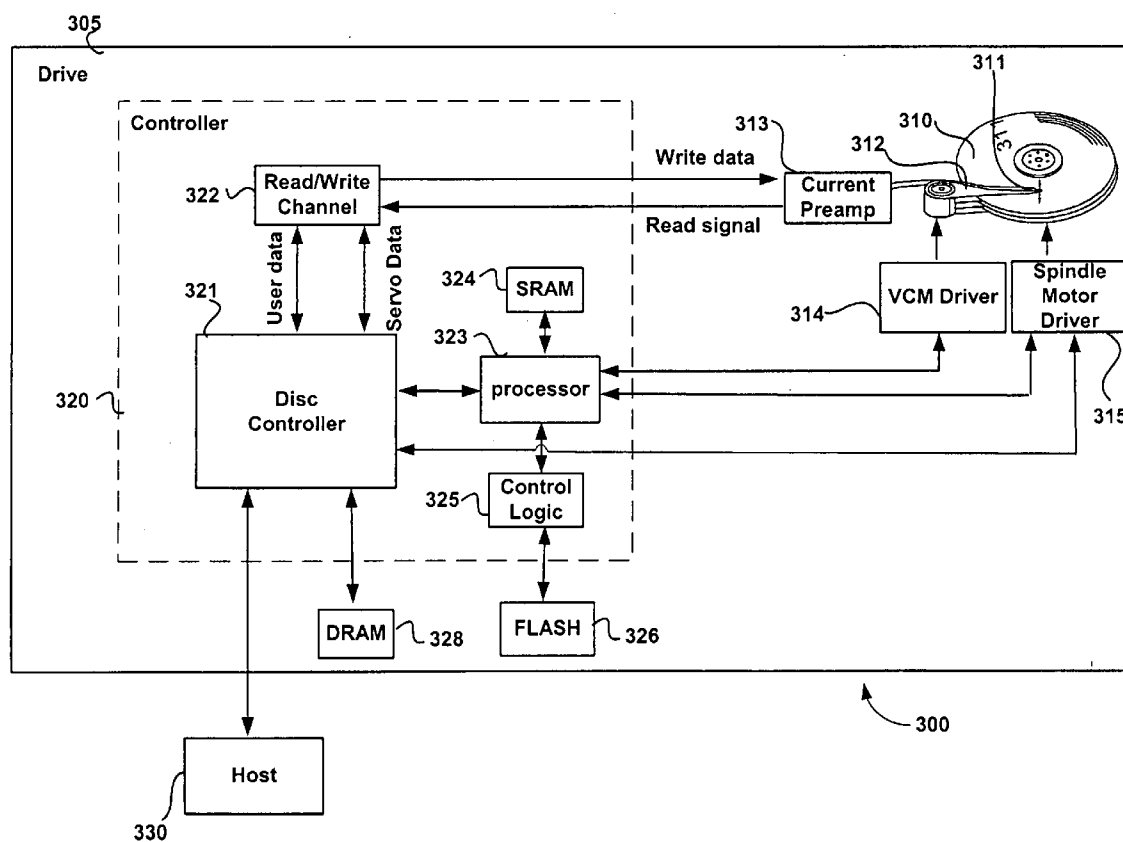 305
311
Drive
310
Controller
313
312
Write data
322
Read/Write
Channel
Current
Preamp
Read signal
User data
Servo Data
324
SRAM
321
314
VCM Driver
Spindle
Motor
Driver
323
processor
320
Disc
Controller
315
325
Control
Logic
DRAM
328
FLASH
326
300
Host
330